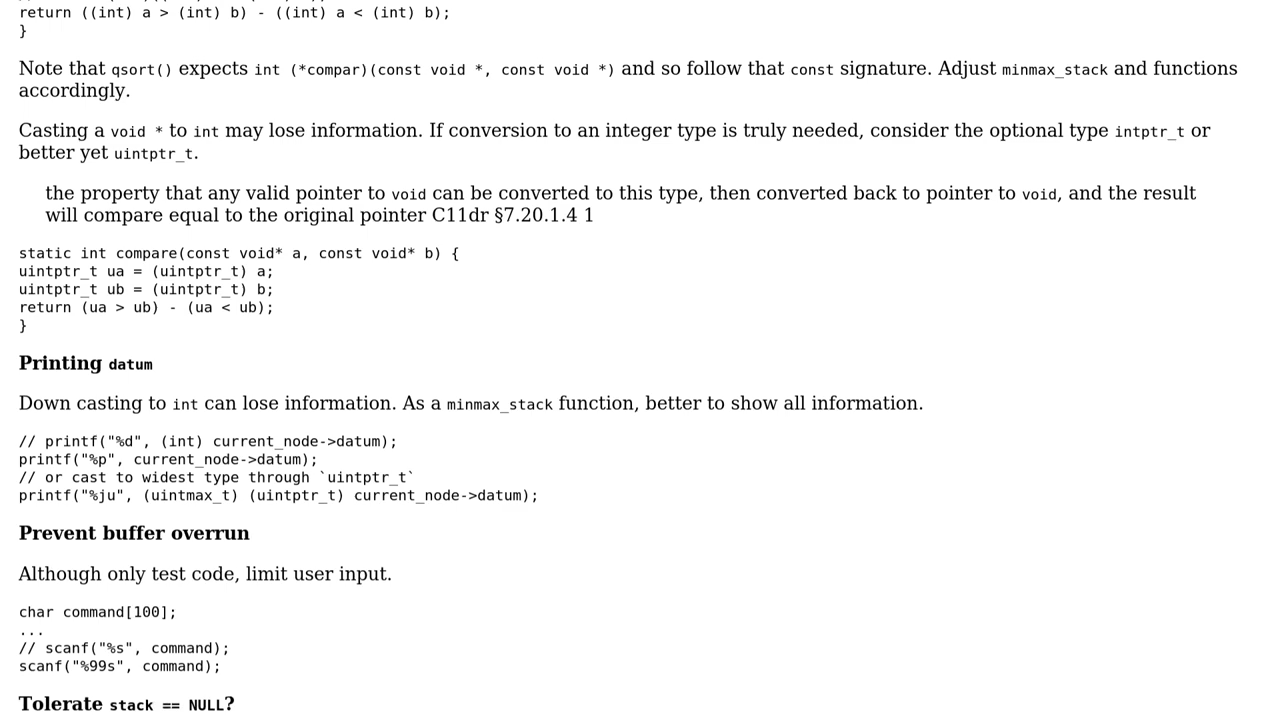 return ((int) a > (int) b) - ((int) a < (int) b);
}
Note that qsort() expects int (*compar)(const void *, const void *) and so follow that const signature. Adjust minmax_stack and functions
accordingly.
Casting a void * to int may lose information. If conversion to an integer type is truly needed, consider the optional type intptr_t or
better yet uintptr_t.
the property that any valid pointer to void can be converted to this type, then converted back to pointer to void, and the result
will compare equal to the original pointer C11dr §7.20.1.4 1
static int compare(const void* a, const void* b) {
uintptr_t ua = (uintptr_t) a;
uintptr_t ub = (uintptr_t) b;
return (ua > ub) - (ua < ub);
}
Printing datum
Down casting to int can lose information. As a minmax_stack function, better to show all information.
// printf("%d", (int) current_node->datum);
printf("%p", current_node->datum);
// or cast to widest type through `uintptr_t`
printf("%ju", (uintmax_t) (uintptr_t) current_node->datum);
Prevent buffer overrun
Although only test code, limit user input.
char command[100];
...
// scanf("%s", command);
scanf("%99s", command);
Tolerate stack == NULL?